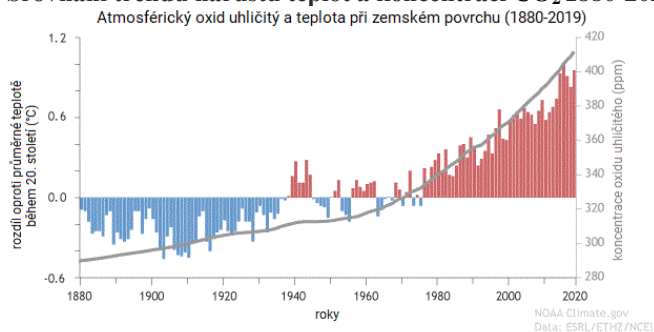 Atmosférický oxid uhličitý a teplota při zemském povrchu (1880-2019)
1.2
0.6
0.0
-0.6
rozdíl oproti průměrné teplotě
během 20. století (°C)
420
400
380
360
340
320
300
280
koncentrace oxidu uhličitého (ppm)
1880
1900
1920
1940
1960
1980
2000
2020
roky
NOAA Climate.gov
Data: ESRL/ETHZ/NCEI